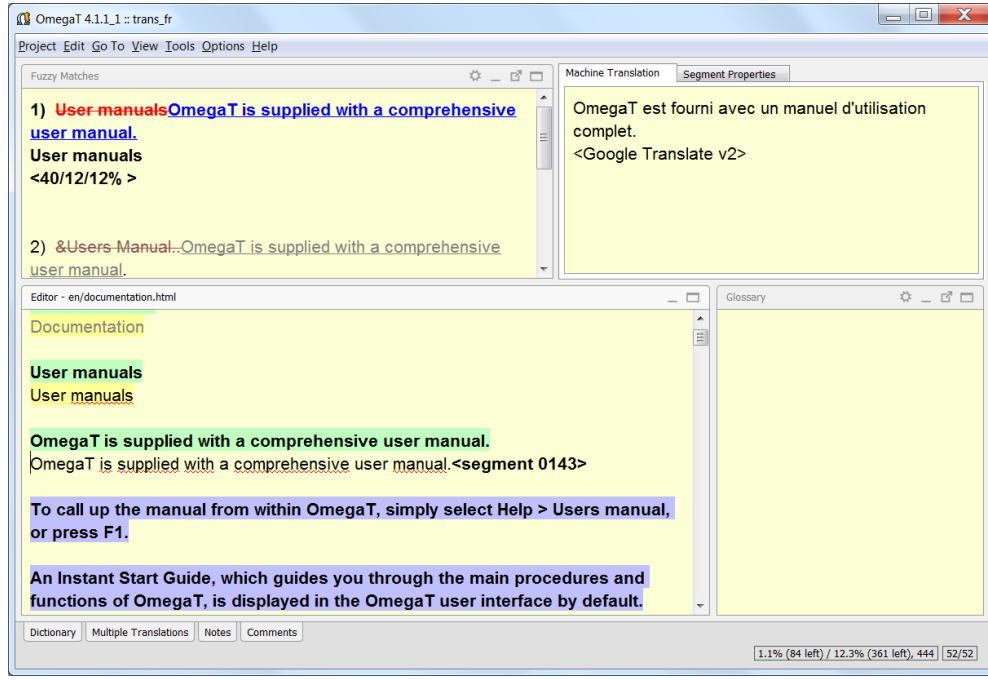 OmegaT 4.1.1_1 :: trans_fr
Project Edit Go To View Tools Options Help
Fuzzy Matches
1) User manualsOmegaT is supplied with a comprehensive
user manual.
User manuals
<40/12/12% >
2) &Users Manual..OmegaT is supplied with a comprehensive
user manual.
Machine Translation Segment Properties
OmegaT est fourni avec un manuel d'utilisation
complet.
<Google Translate v2>
Editor - en/documentation.html
Documentation
User manuals
User manuals
OmegaT is supplied with a comprehensive user manual.
OmegaT is supplied with a comprehensive user manual.<segment 0143>
To call up the manual from within OmegaT, simply select Help > Users manual,
or press F1.
An Instant Start Guide, which guides you through the main procedures and
functions of OmegaT, is displayed in the OmegaT user interface by default.
Glossary
Dictionary Multiple Translations Notes Comments
1.1% (84 left) / 12.3% (361 left), 444 52/52